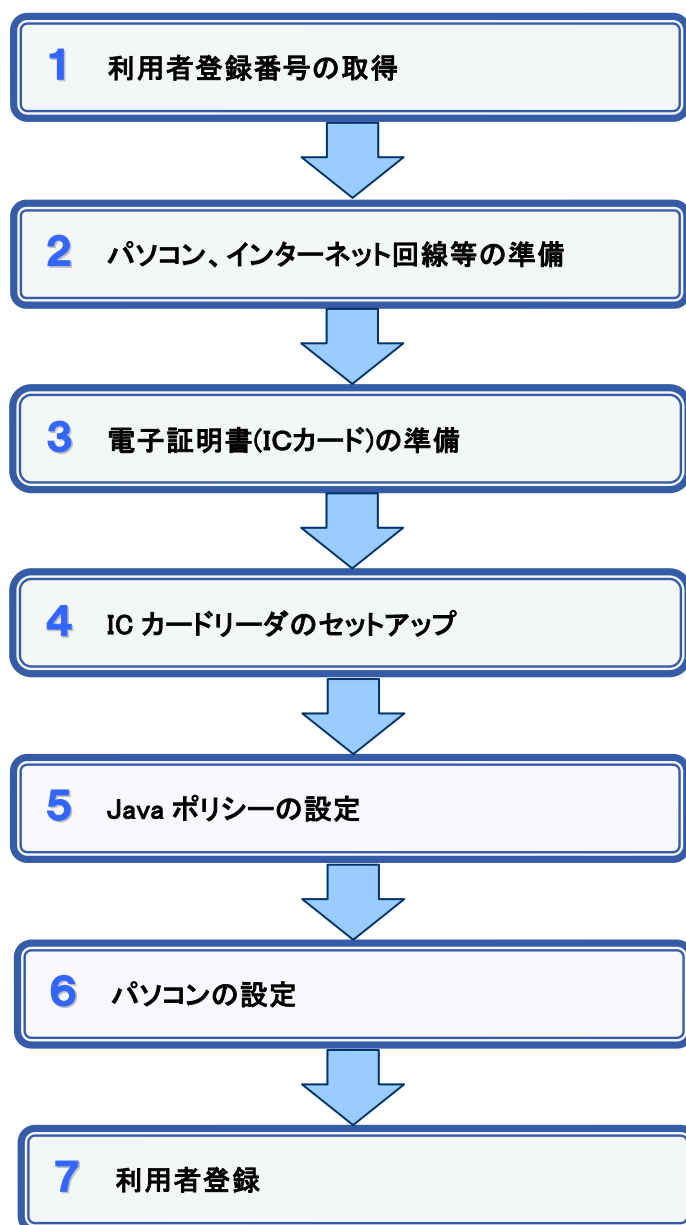 1 利用者登録番号の取得
2 パソコン、インターネット回線等の準備
3 電子証明書(ICカード)の準備
4 IC カードリーダのセットアップ
5 Java ポリシーの設定
6 パソコンの設定
7 利用者登録